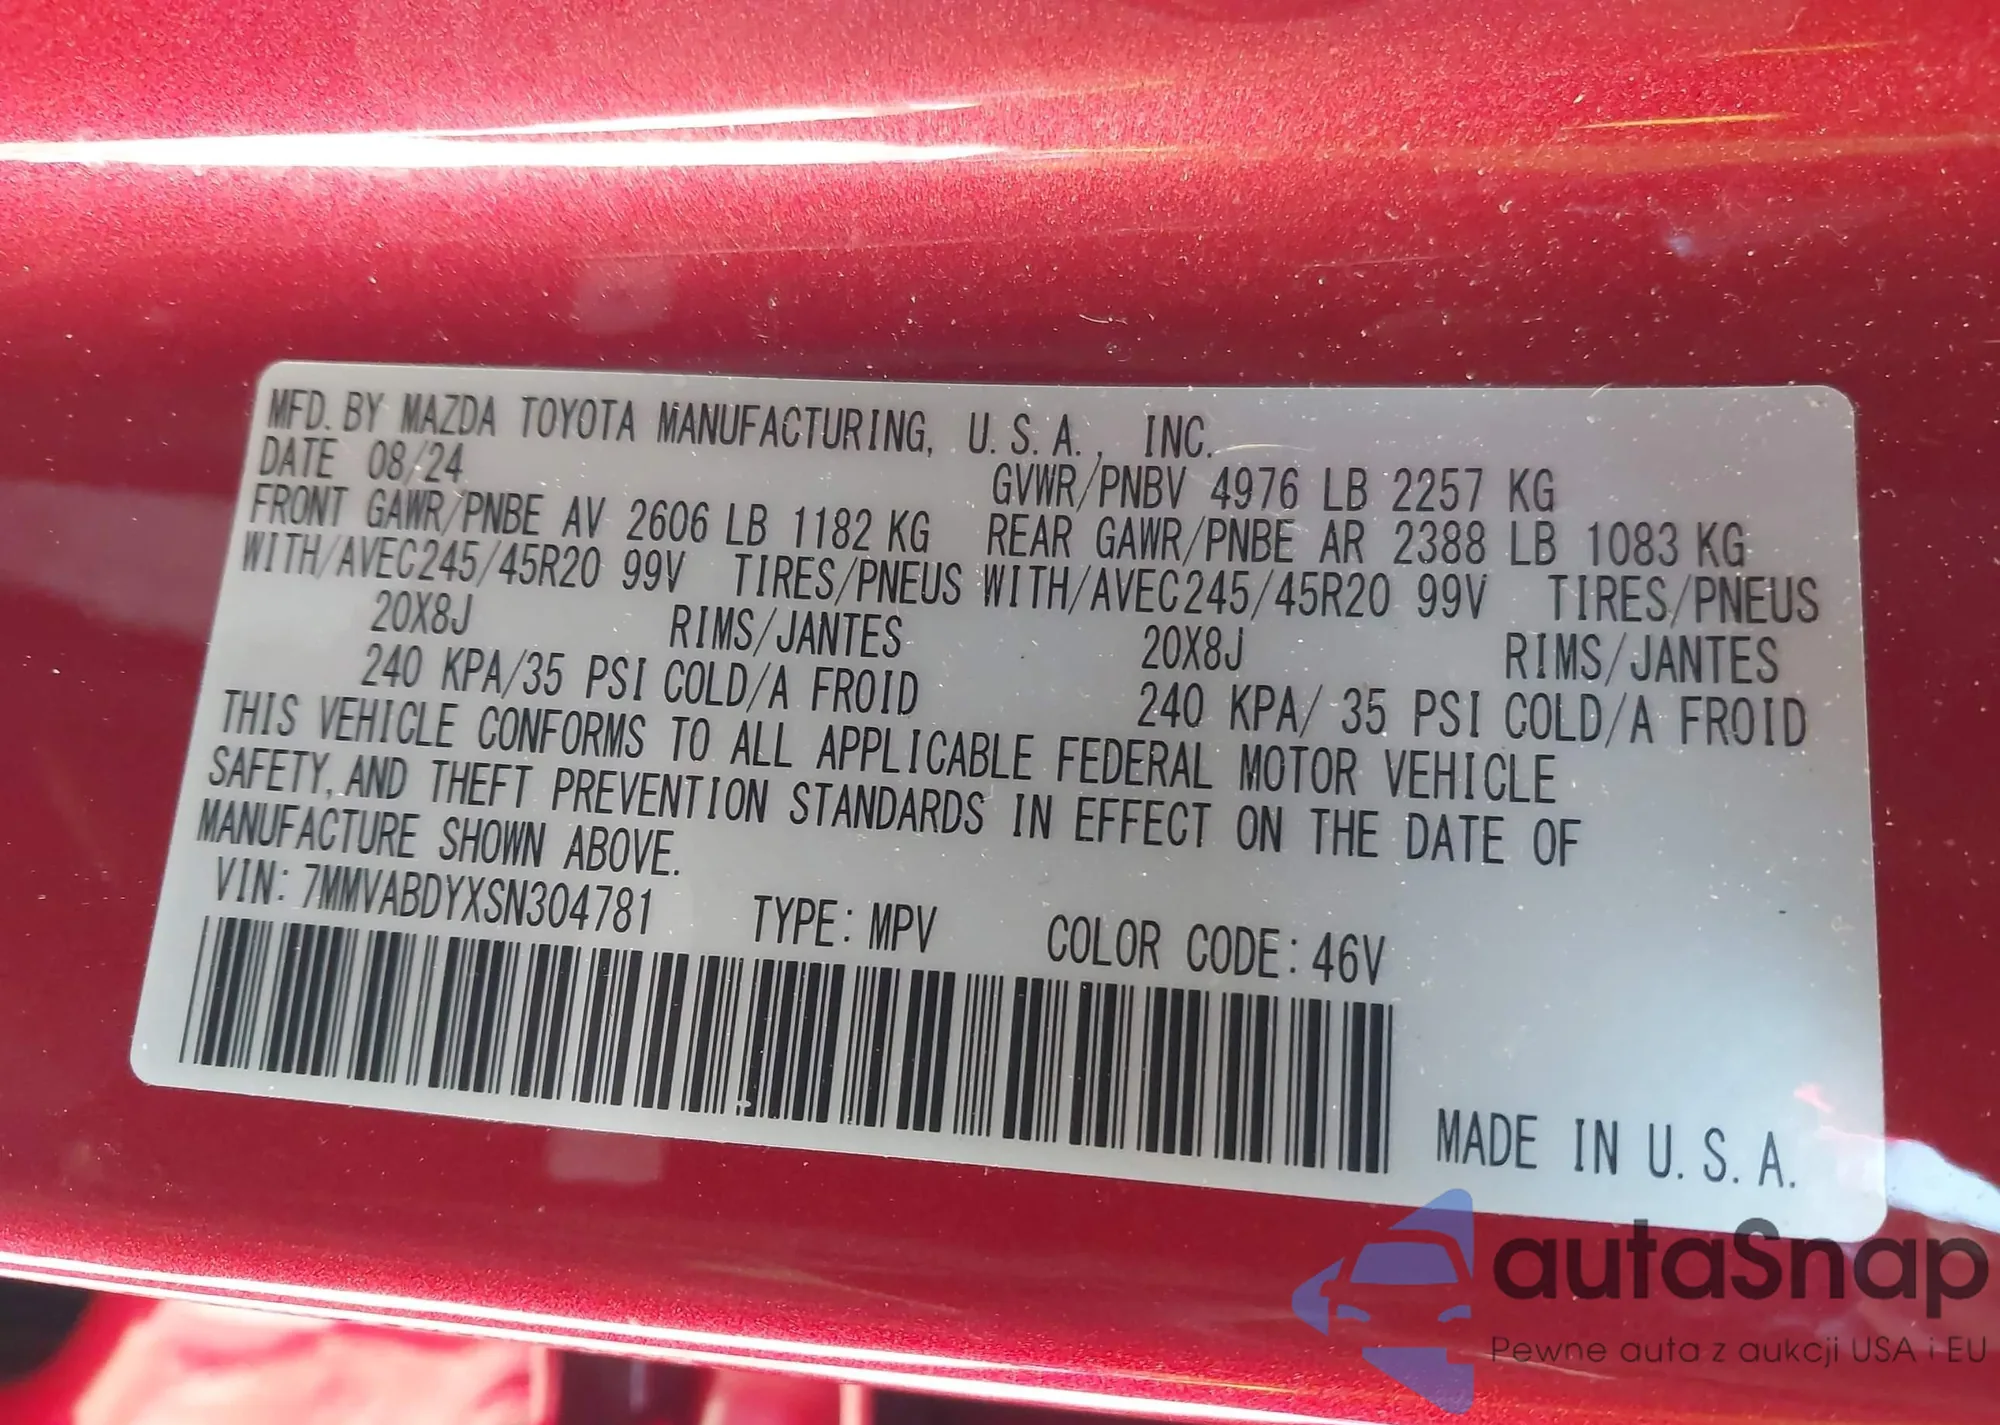 MFD. BY MAZDA TOYOTA MANUFACTURING, U.S.A., INC.
DATE 08/24 GVWR/PNBV 4976 LB 2257 KG
FRONT GAWR/PNBE AV 2606 LB 1182 KG REAR GAWR/PNBE AR 2388 LB 1083 KG
WITH/AVEC245/45R20 99V TIRES/PNEUS WITH/AVEC245/45R20 99V TIRES/PNEUS
20X8J RIMS/JANTES 20X8J RIMS/JANTES
240 KPA/35 PSI COLD/A FROID 240 KPA/ 35 PSI COLD/A FROID
THIS VEHICLE CONFORMS TO ALL APPLICABLE FEDERAL MOTOR VEHICLE
SAFETY, AND THEFT PREVENTION STANDARDS IN EFFECT ON THE DATE OF
MANUFACTURE SHOWN ABOVE.
VIN: 7MMVABDYXSN304781 TYPE: MPV COLOR CODE: 46V
MADE IN U.S.A.
autaSnap
Pewne auta z aukcji USA i EU